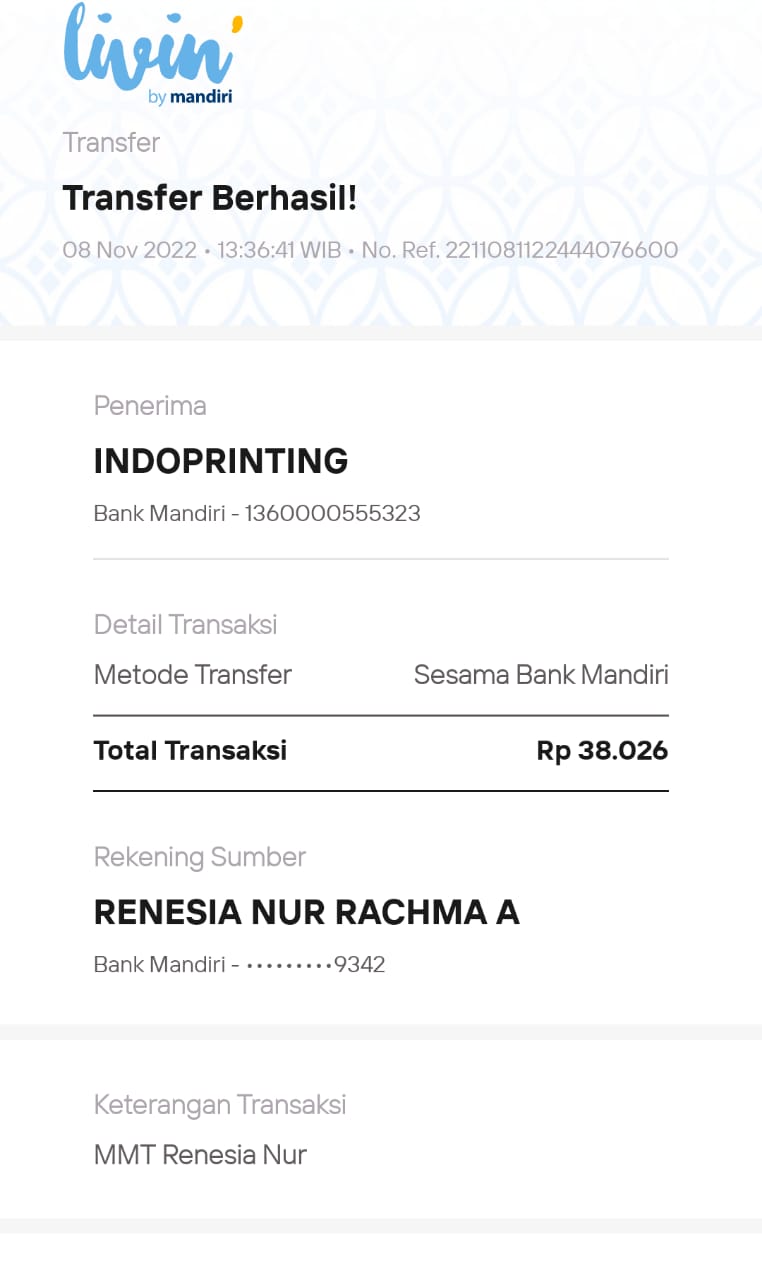 livin'
by mandiri
Transfer
Transfer Berhasil!
08 Nov 2022 • 13:36:41 WIB • No. Ref. 2211081122444076600
Penerima
INDOPRINTING
Bank Mandiri - 1360000555323
Detail Transaksi
Metode Transfer Sesama Bank Mandiri
Total Transaksi Rp 38.026
Rekening Sumber
RENESIA NUR RACHMA A
Bank Mandiri - •••••••••9342
Keterangan Transaksi
MMT Renesia Nur